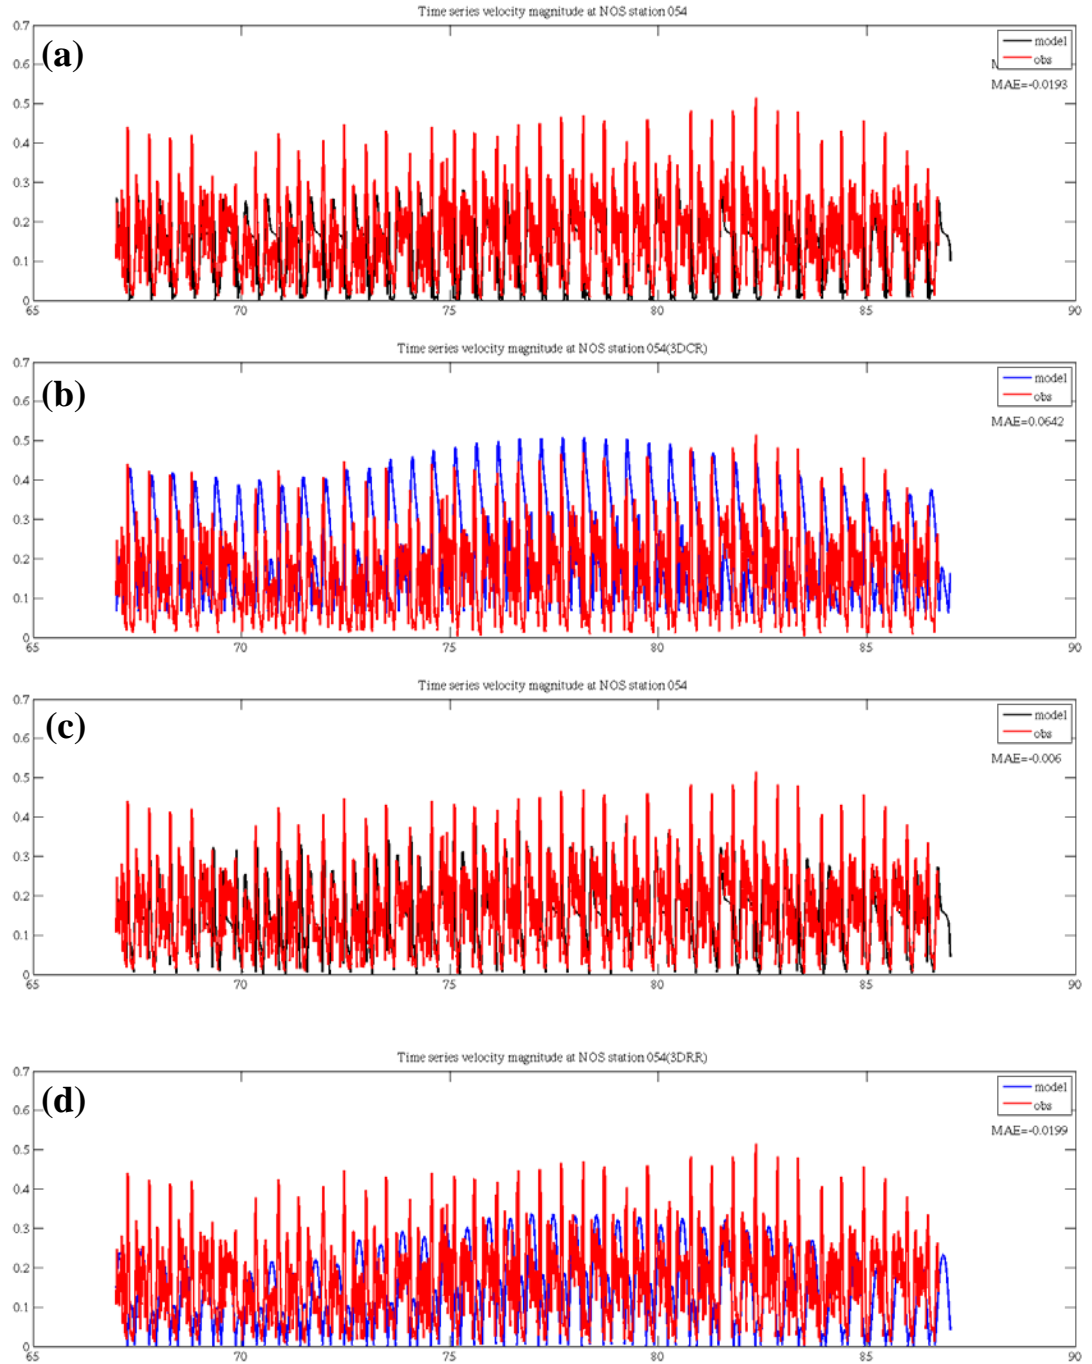 Time series velocity magnitude at NOS station 054
(a)
0.7
0.6
0.5
0.4
0.3
0.2
0.1
0
65
70
75
80
85
90
model
obs
MAE=-0.0193
Time series velocity magnitude at NOS station 054(3DCR)
(b)
0.7
0.6
0.5
0.4
0.3
0.2
0.1
0
65
70
75
80
85
90
model
obs
MAE=0.0642
Time series velocity magnitude at NOS station 054
(c)
0.7
0.6
0.5
0.4
0.3
0.2
0.1
0
65
70
75
80
85
90
model
obs
MAE=-0.006
Time series velocity magnitude at NOS station 054(3DRR)
(d)
0.7
0.6
0.5
0.4
0.3
0.2
0.1
0
65
70
75
80
85
90
model
obs
MAE=-0.0199